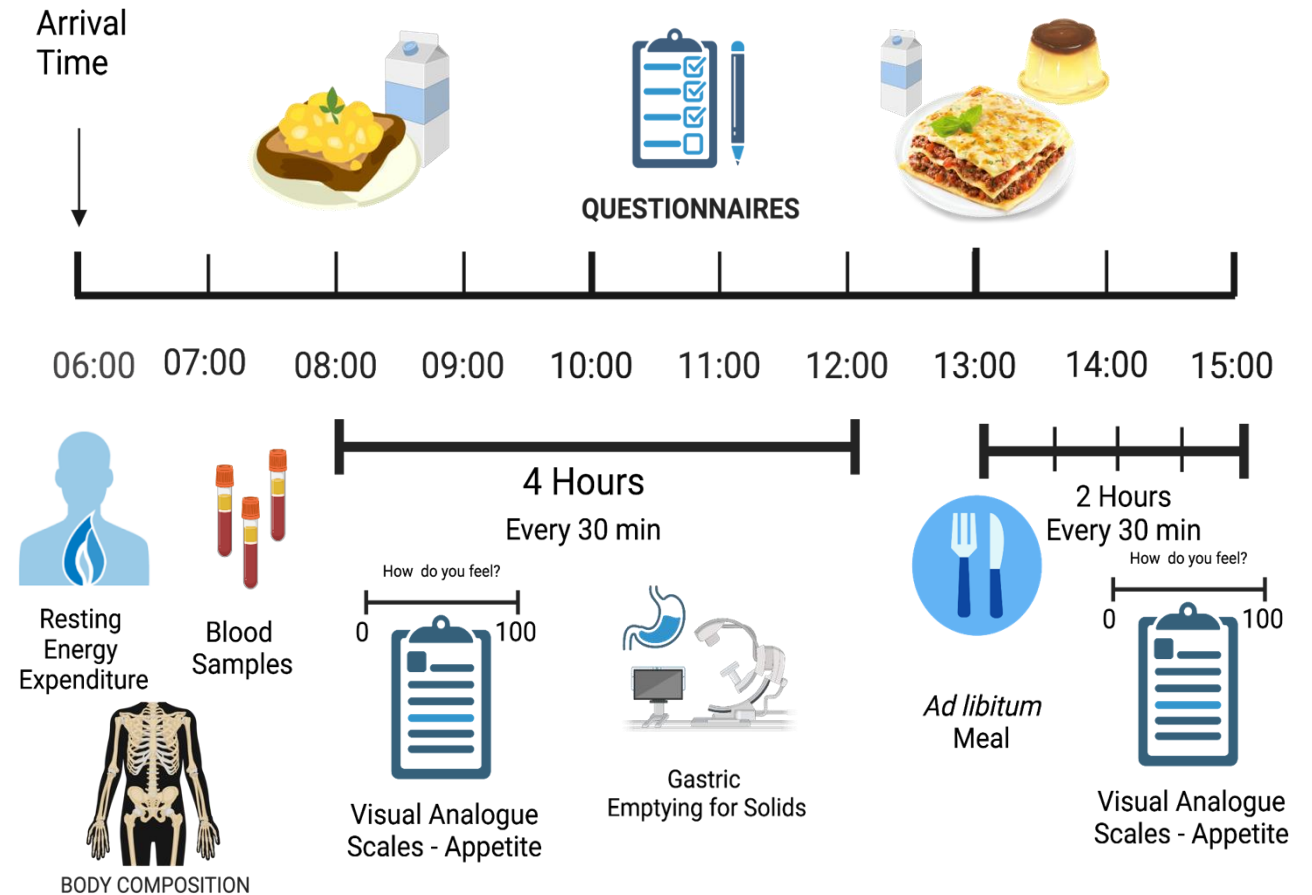 Arrival
Time
QUESTIONNAIRES
06:00 07:00 08:00 09:00 10:00 11:00 12:00 13:00 14:00 15:00
4 Hours
Every 30 min
2 Hours
Every 30 min
How do you feel?
0 100
How do you feel?
0 100
Resting
Energy
Expenditure
Blood
Samples
BODY COMPOSITION
Visual Analogue
Scales - Appetite
Gastric
Emptying for Solids
Ad libitum
Meal
Visual Analogue
Scales - Appetite